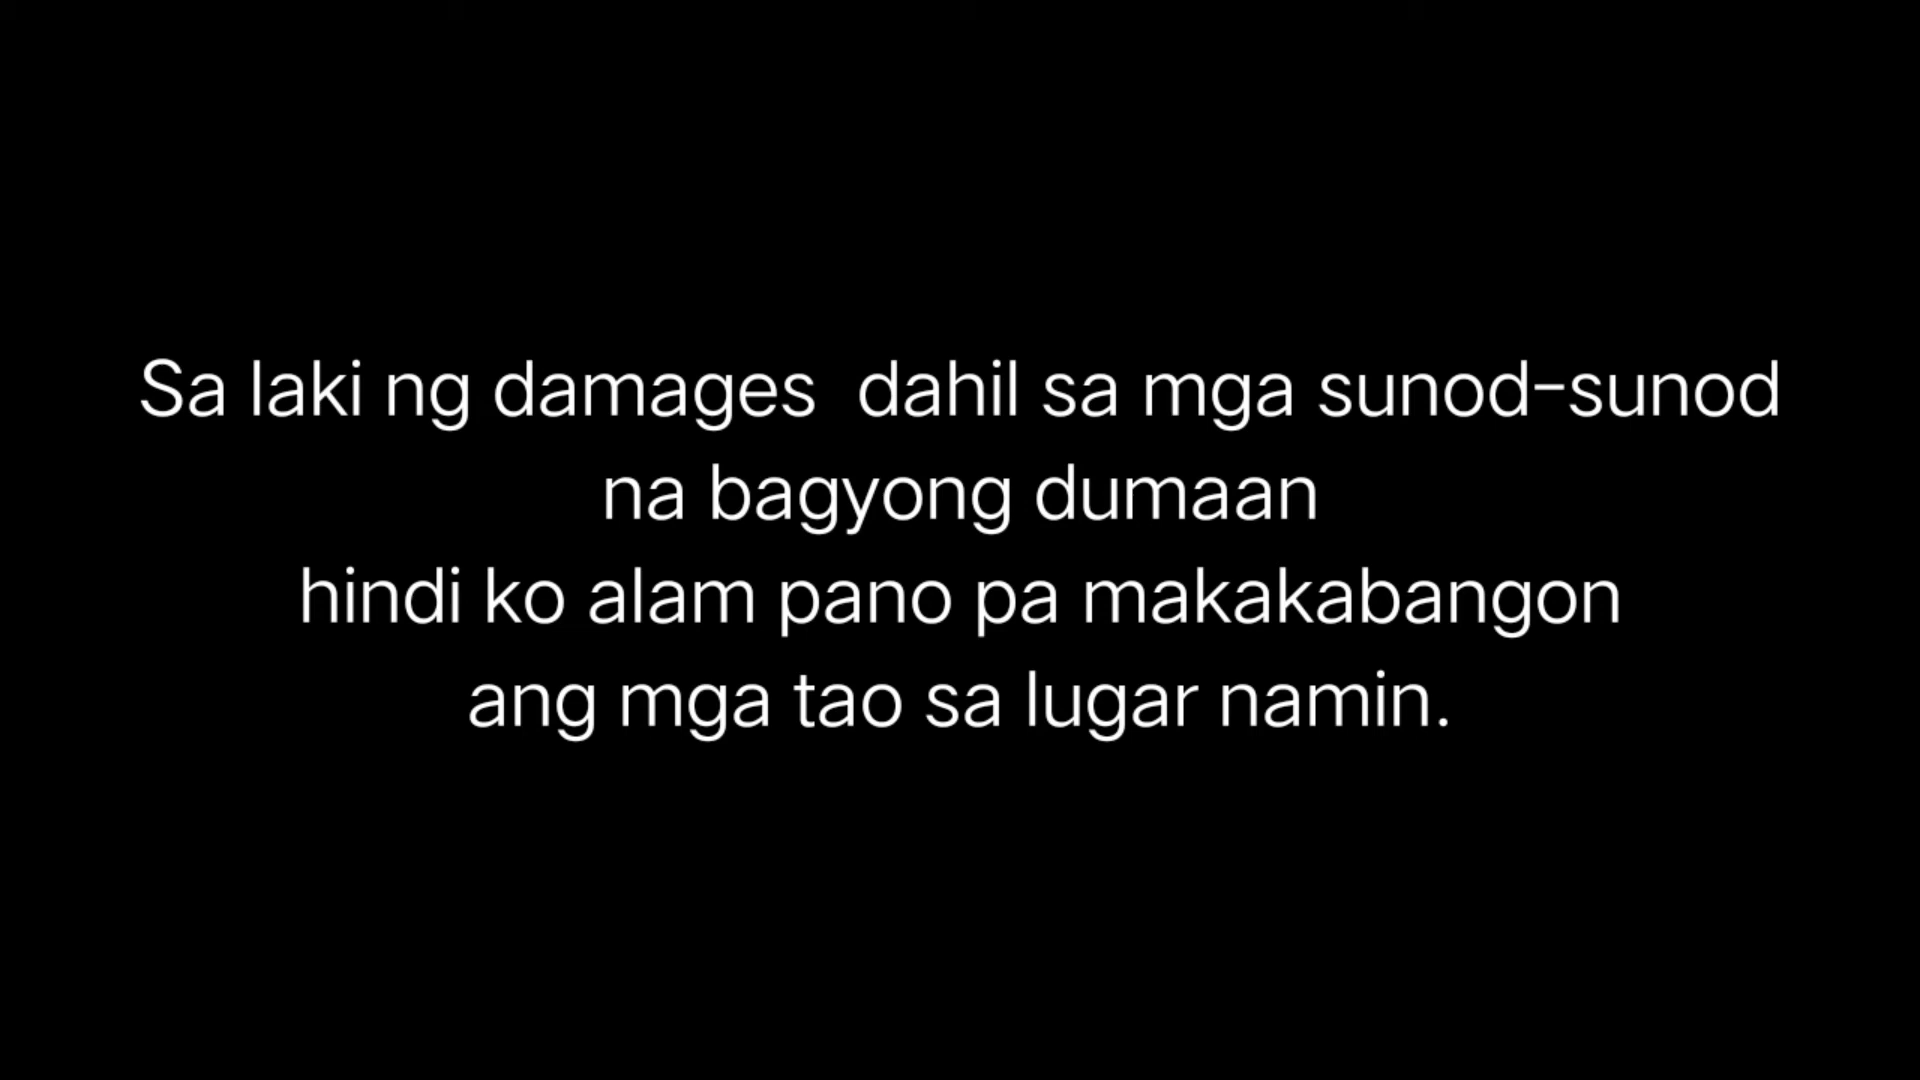 Sa laki ng damages  dahil sa mga sunod-sunod
na bagyong dumaan
hindi ko alam pano pa makakabangon
ang mga tao sa lugar namin.